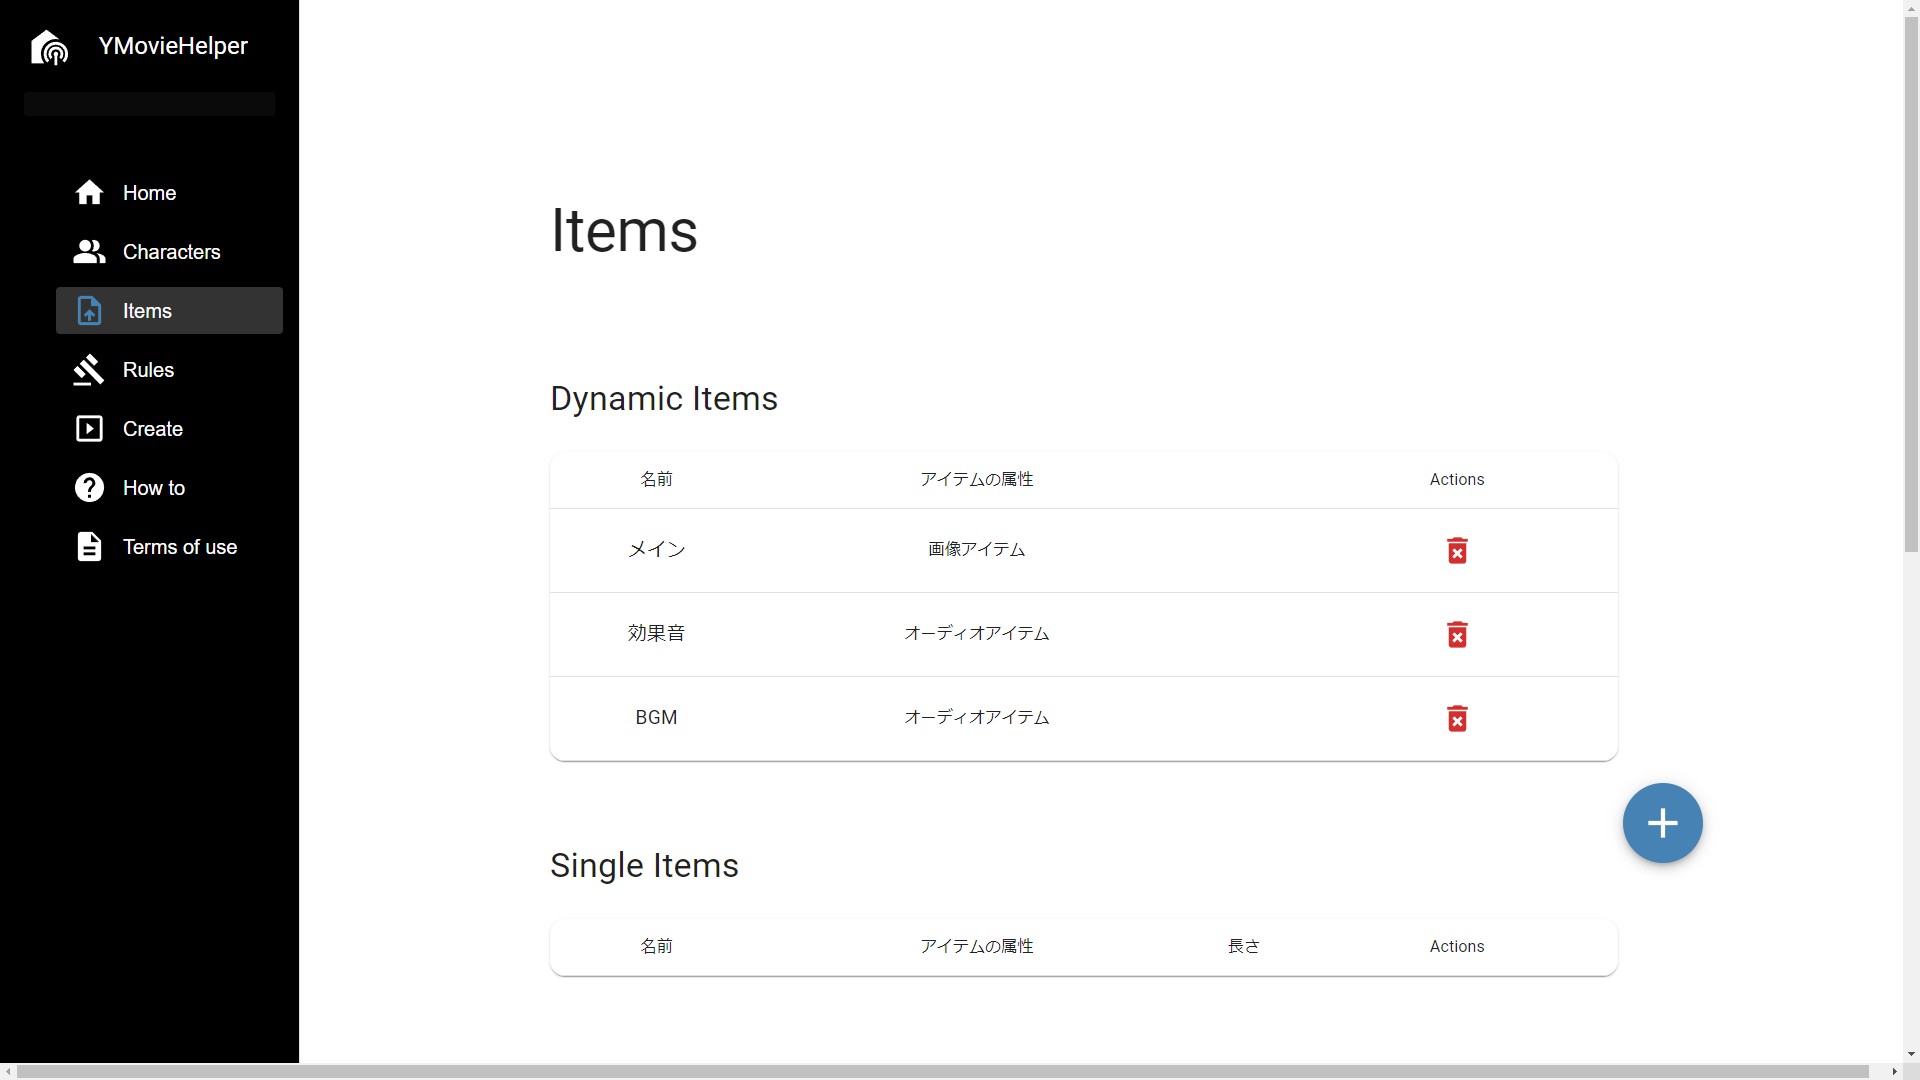 YMovieHelper
Home
Characters
Items
Rules
Create
How to
Terms of use
Items
Dynamic Items
名前 アイテムの属性 Actions
メイン 画像アイテム
効果音 オーディオアイテム
BGM オーディオアイテム
Single Items
名前 アイテムの属性 長さ Actions